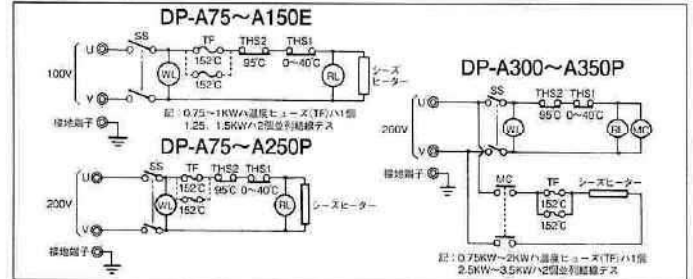 DP-A75〜A150E
SS TF THS2 THS1
U
152℃ 95℃ 0〜40℃
100V WL 152℃ RL シーズ
ヒーター
V
接地端子
記：0.75〜1KWハ温度ヒューズ(TF)ハ1個
1.25、1.5KWハ2個並列結線デス
DP-A75〜A250P
SS TF THS2 THS1
U
152℃ 95℃ 0〜40℃
200V WL 152℃ RL シーズヒーター
V
接地端子
DP-A300〜A350P
SS THS2 THS1
U
95℃ 0〜40℃
200V WL RL MC
V
接地端子
MC TF シーズヒーター
152℃
152℃
記：0.75KW〜2KWハ温度ヒューズ(TF)ハ1個
2.5KW〜3.5KWハ2個並列結線デス